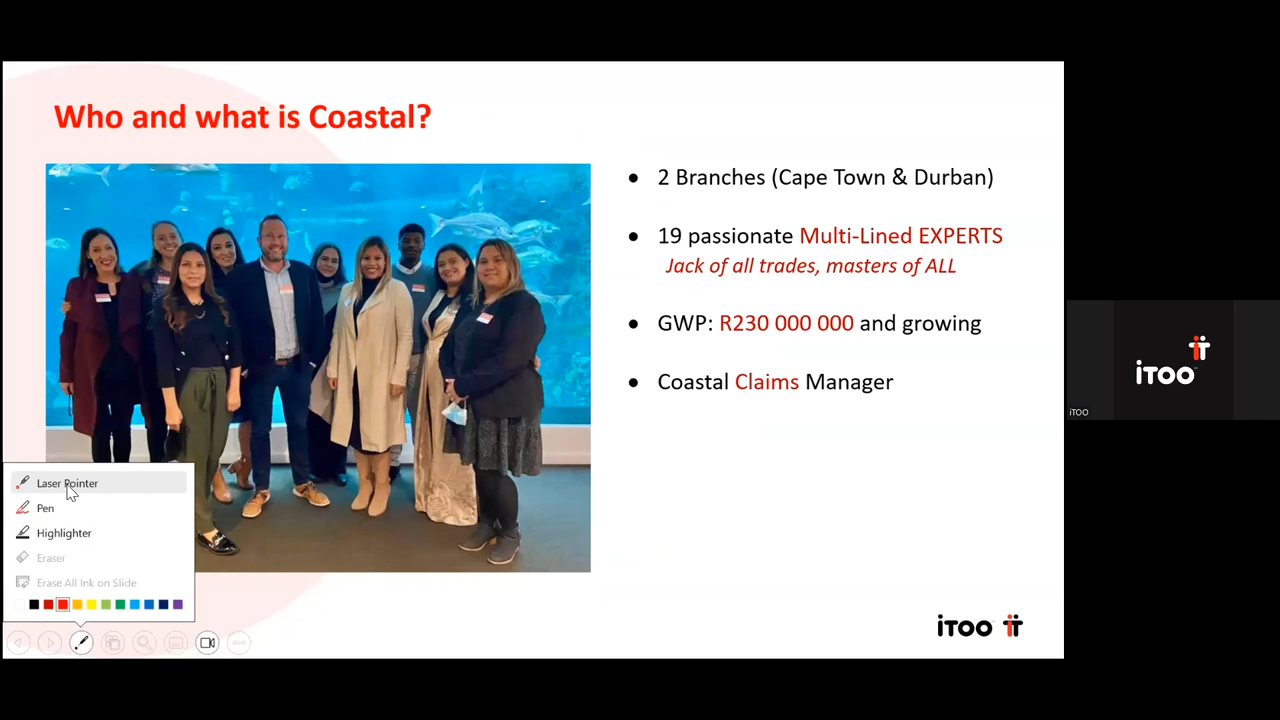 Who and what is Coastal?
• 2 Branches (Cape Town & Durban)
• 19 passionate Multi-Lined EXPERTS
Jack of all trades, masters of ALL
• GWP: R230 000 000 and growing
• Coastal Claims Manager
Laser Pointer
Pen
Highlighter
Eraser
Erase All Ink on Slide
iTOO
iTOO
iTOO